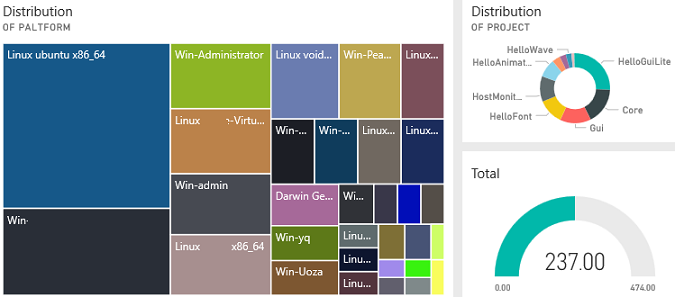 Distribution
OF PALTFORM
Linux ubuntu x86_64
Win-Administrator
Linux void...
Win-Pea...
Linux...
Linux -Virtu...
Win-...
Win-...
Linux...
Linux...
Win-admin
Darwin Ge...
Wi...
Win-
Linux x86_64
Win-yq
Linu...
Linu...
Win-Uoza
Linu...
Distribution
OF PROJECT
HelloWave
HelloAnimat...
HelloGuiLite
HostMonit...
Core
HelloFont
Gui
Total
237.00
0.00
474.00